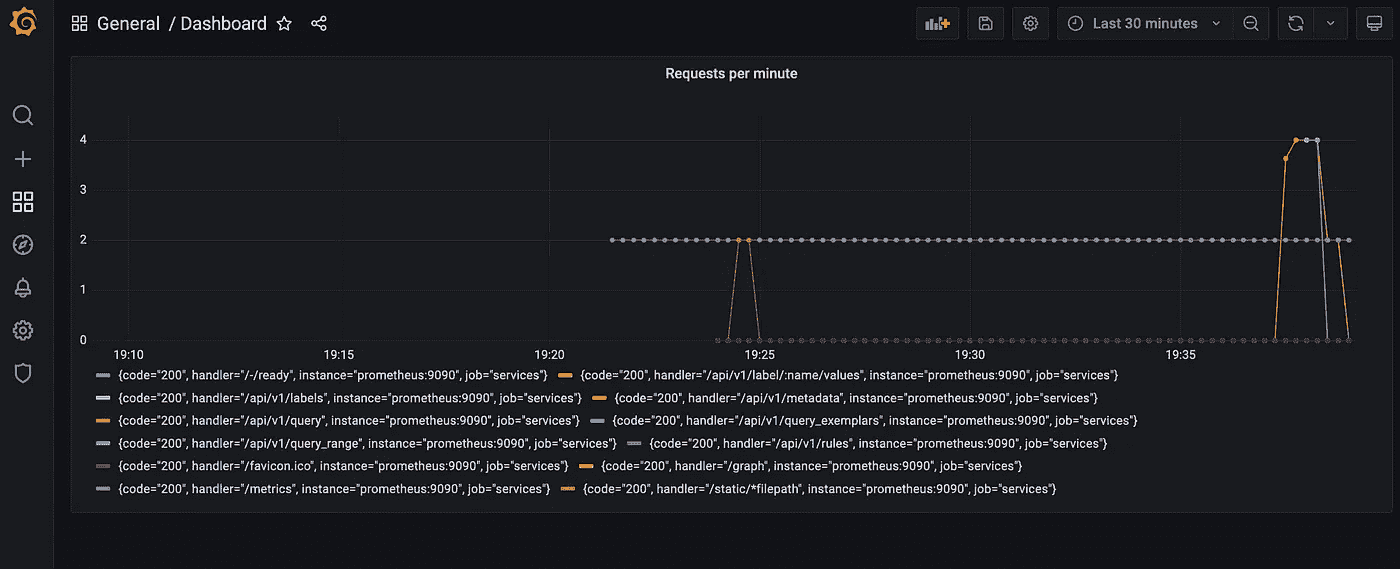 General / Dashboard
Last 30 minutes
Requests per minute
4
3
2
1
0
19:10 19:15 19:20 19:25 19:30 19:35
{code="200", handler="/-/ready", instance="prometheus:9090", job="services"} {code="200", handler="/api/v1/label/:name/values", instance="prometheus:9090", job="services"}
{code="200", handler="/api/v1/labels", instance="prometheus:9090", job="services"} {code="200", handler="/api/v1/metadata", instance="prometheus:9090", job="services"}
{code="200", handler="/api/v1/query", instance="prometheus:9090", job="services"} {code="200", handler="/api/v1/query_exemplars", instance="prometheus:9090", job="services"}
{code="200", handler="/api/v1/query_range", instance="prometheus:9090", job="services"} {code="200", handler="/api/v1/rules", instance="prometheus:9090", job="services"}
{code="200", handler="/favicon.ico", instance="prometheus:9090", job="services"} {code="200", handler="/graph", instance="prometheus:9090", job="services"}
{code="200", handler="/metrics", instance="prometheus:9090", job="services"} {code="200", handler="/static/*filepath", instance="prometheus:9090", job="services"}